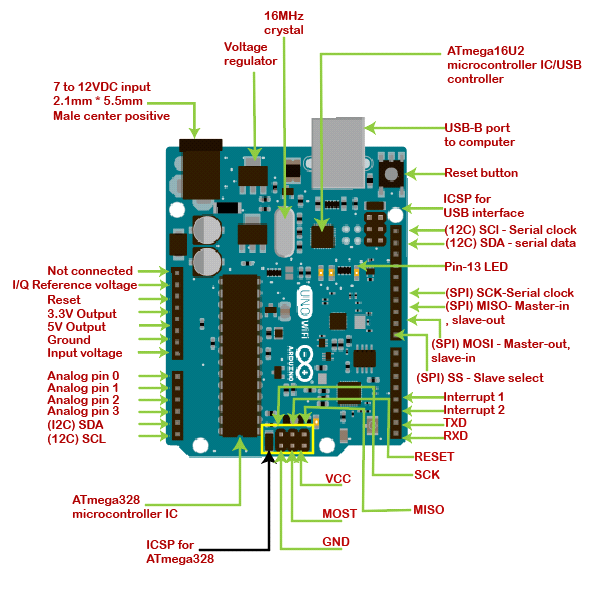 16MHz
crystal
Voltage
regulator
ATmega16U2
microcontroller IC/USB
controller
7 to 12VDC input
2.1mm * 5.5mm
Male center positive
USB-B port
to computer
Reset button
ICSP for
USB interface
(12C) SCI - Serial clock
(12C) SDA - serial data
Pin-13 LED
(SPI) SCK-Serial clock
(SPI) MISO- Master-in
, slave-out
(SPI) MOSI - Master-out,
slave-in
(SPI) SS - Slave select
Interrupt 1
Interrupt 2
TXD
RXD
Not connected
I/Q Reference voltage
Reset
3.3V Output
5V Output
Ground
Input voltage
Analog pin 0
Analog pin 1
Analog pin 2
Analog pin 3
(I2C) SDA
(12C) SCL
UNO WiFi
ARDUINO
RESET
SCK
VCC
MISO
MOST
GND
ATmega328
microcontroller IC
ICSP for
ATmega328